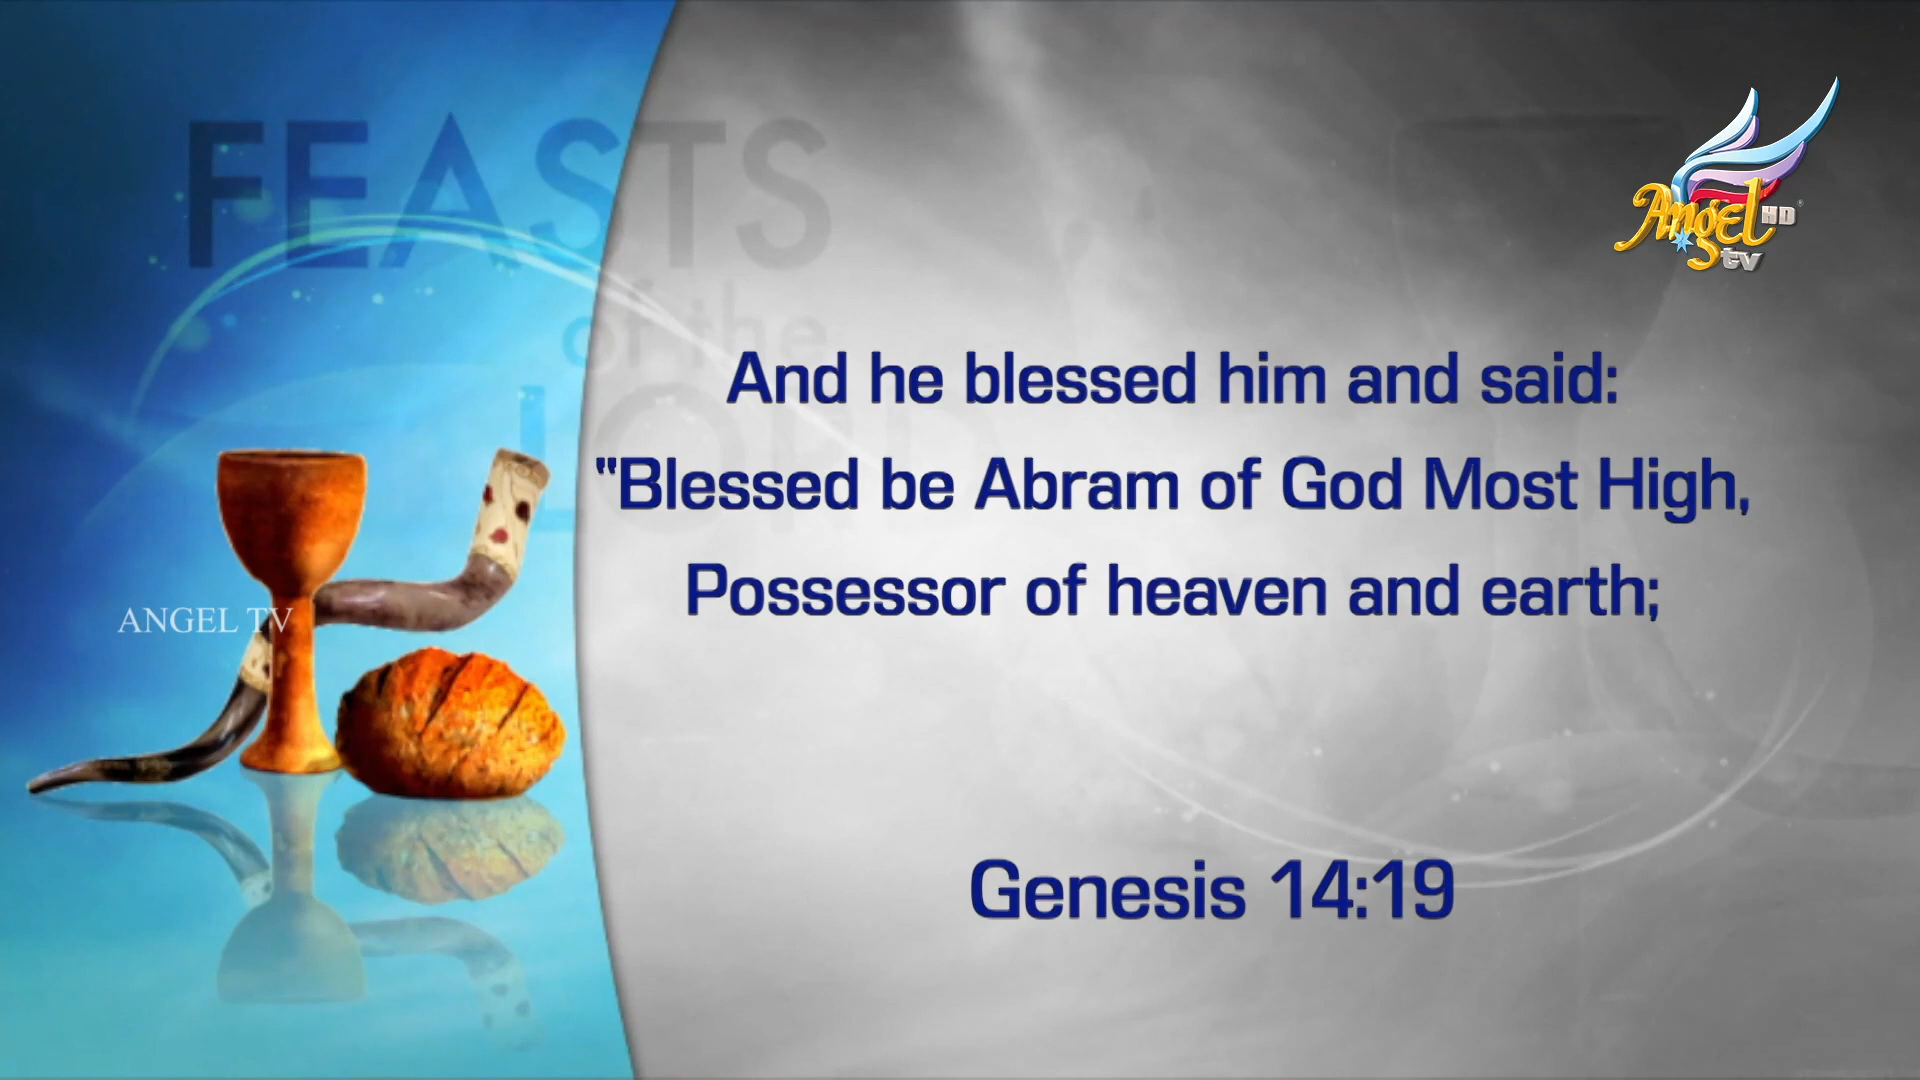 FEASTS
of the
LORD
Angel HD
tv
And he blessed him and said:
"Blessed be Abram of God Most High,
Possessor of heaven and earth;
ANGEL TV
Genesis 14:19